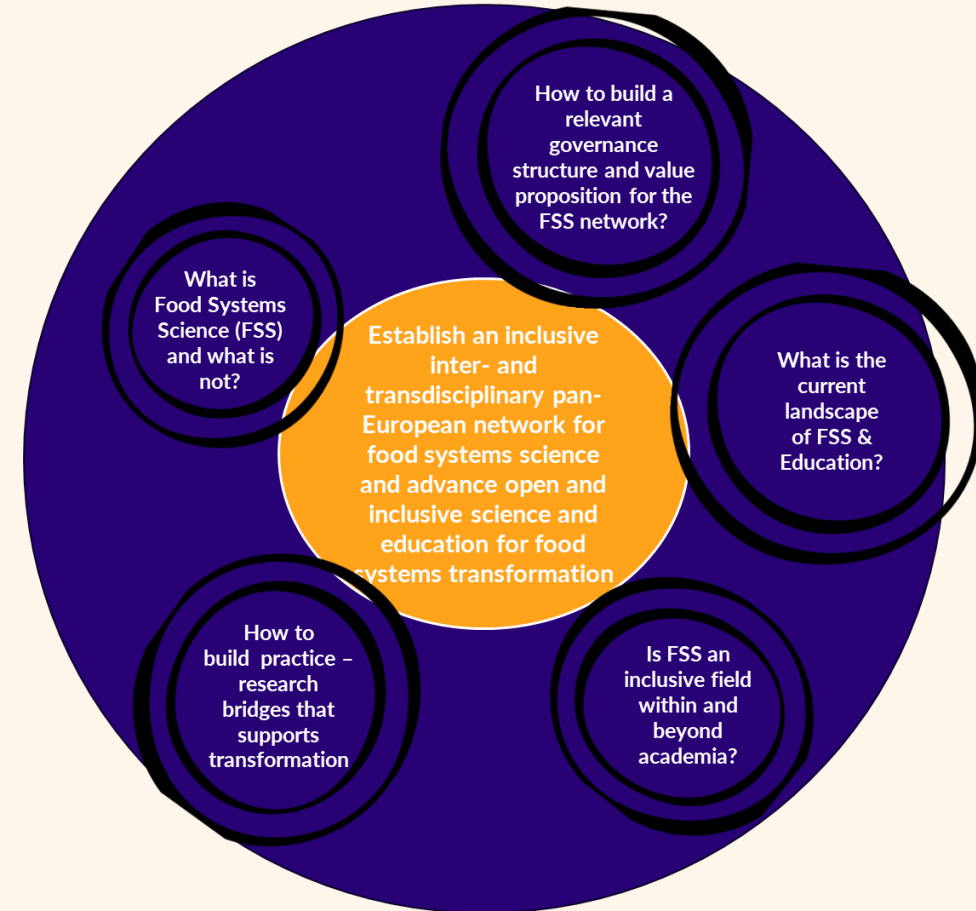 How to build a
relevant
governance
structure and value
proposition for the
FSS network?
What is
Food Systems
Science (FSS)
and what is
not?
Establish an inclusive
inter- and
transdisciplinary pan-
European network for
food systems science
and advance open and
inclusive science and
education for food
systems transformation
What is the
current
landscape
of FSS &
Education?
How to
build practice –
research
bridges that
supports
transformation
Is FSS an
inclusive field
within and
beyond
academia?